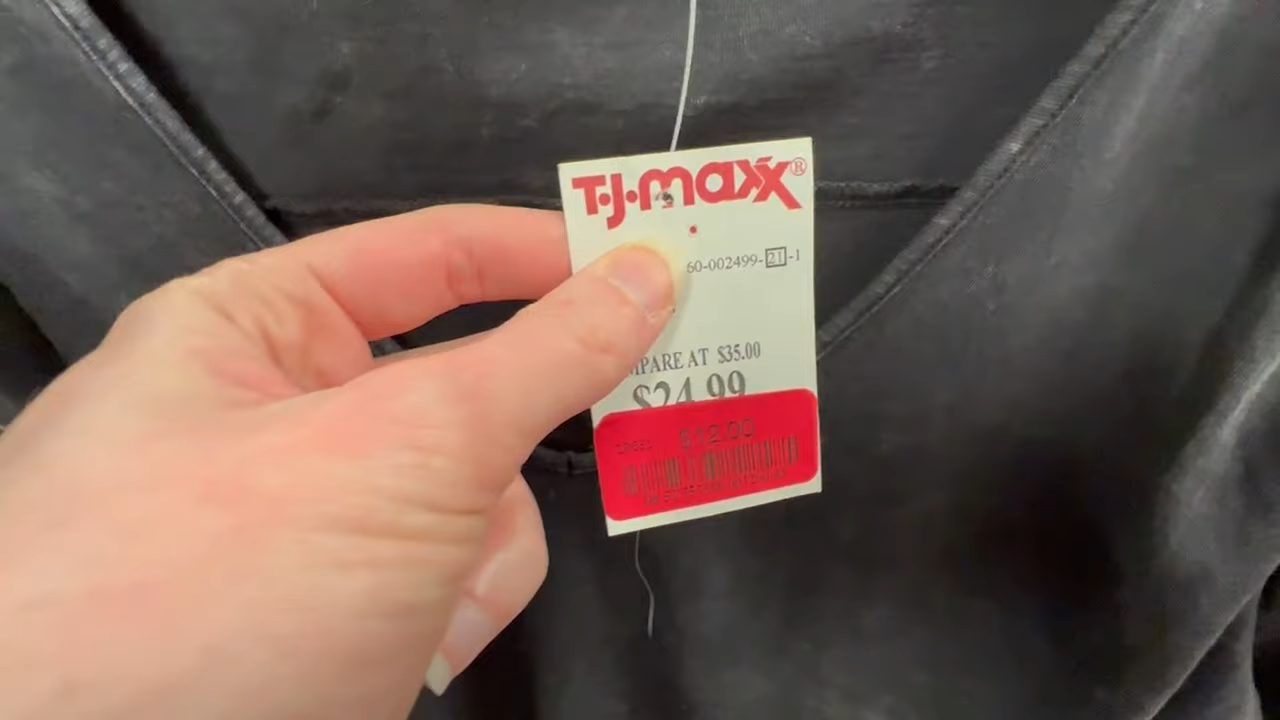 T·J·maxx®
60-002499-21-1
MPARE AT $35.00
$24.99
$12.00